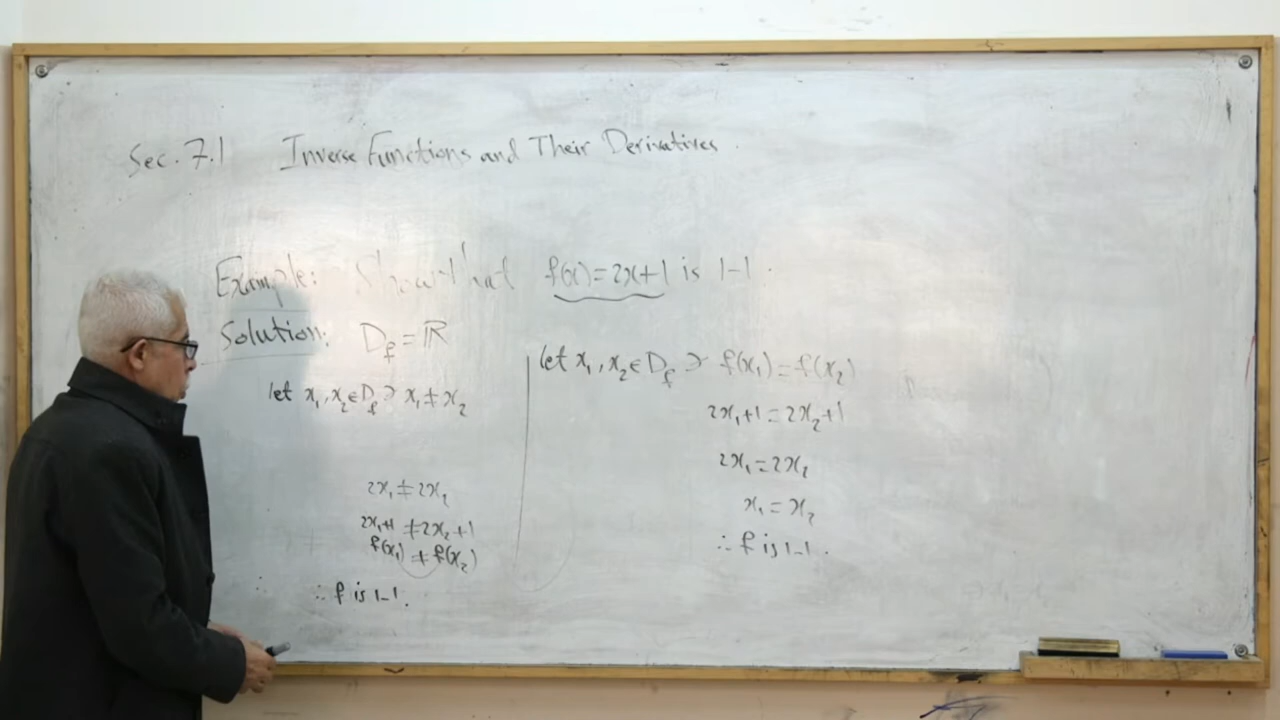 Sec. 7.1 Inverse Functions and Their Derivatives.
Example: Show that f(x)=2x+1 is 1-1.
Solution: D_f = ℝ
let x₁, x₂ ∈ D_f ∋ x₁ ≠ x₂
2x₁ ≠ 2x₂
2x₁+1 ≠ 2x₂+1
f(x₁) ≠ f(x₂)
∴ f is 1-1.
let x₁, x₂ ∈ D_f ∋ f(x₁) = f(x₂)
2x₁+1 = 2x₂+1
2x₁ = 2x₂
x₁ = x₂
∴ f is 1-1.